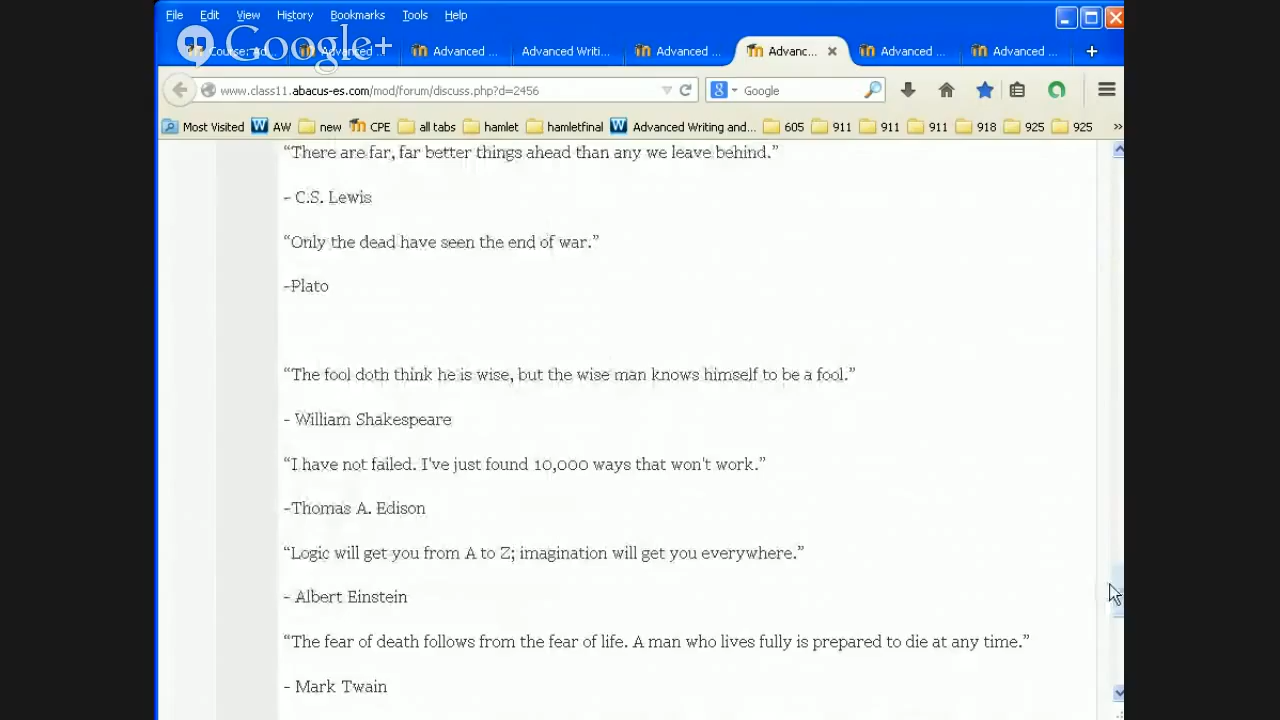 File Edit View History Bookmarks Tools Help
Google+
Advanced ... Advanced Writi... Advanced ... Advanc... Advanced ... Advanced ...
www.class11.abacus-es.com/mod/forum/discuss.php?d=2456 Google
Most Visited AW new CPE all tabs hamlet hamletfinal Advanced Writing and... 605 911 911 911 918 925 925 »
“There are far, far better things ahead than any we leave behind.”
- C.S. Lewis
“Only the dead have seen the end of war.”
-Plato
“The fool doth think he is wise, but the wise man knows himself to be a fool.”
- William Shakespeare
“I have not failed. I've just found 10,000 ways that won't work.”
-Thomas A. Edison
“Logic will get you from A to Z; imagination will get you everywhere.”
- Albert Einstein
“The fear of death follows from the fear of life. A man who lives fully is prepared to die at any time.”
- Mark Twain